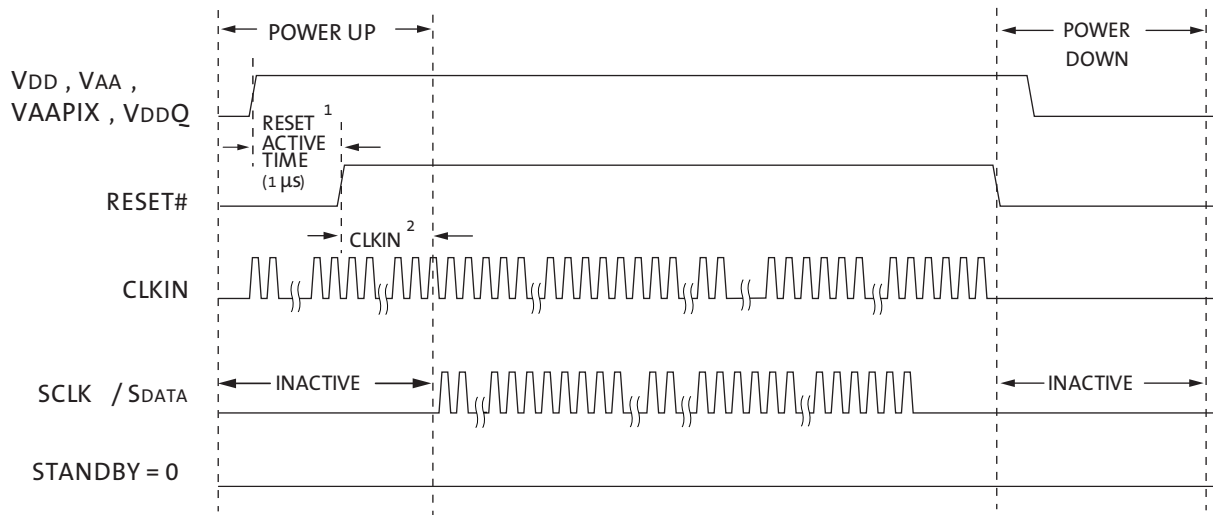 POWER UP
POWER
DOWN
VDD , VAA ,
VAAPIX , VDDQ
RESET 1
ACTIVE
TIME
(1 µs)
RESET#
CLKIN 2
CLKIN
INACTIVE
INACTIVE
SCLK / SDATA
STANDBY = 0